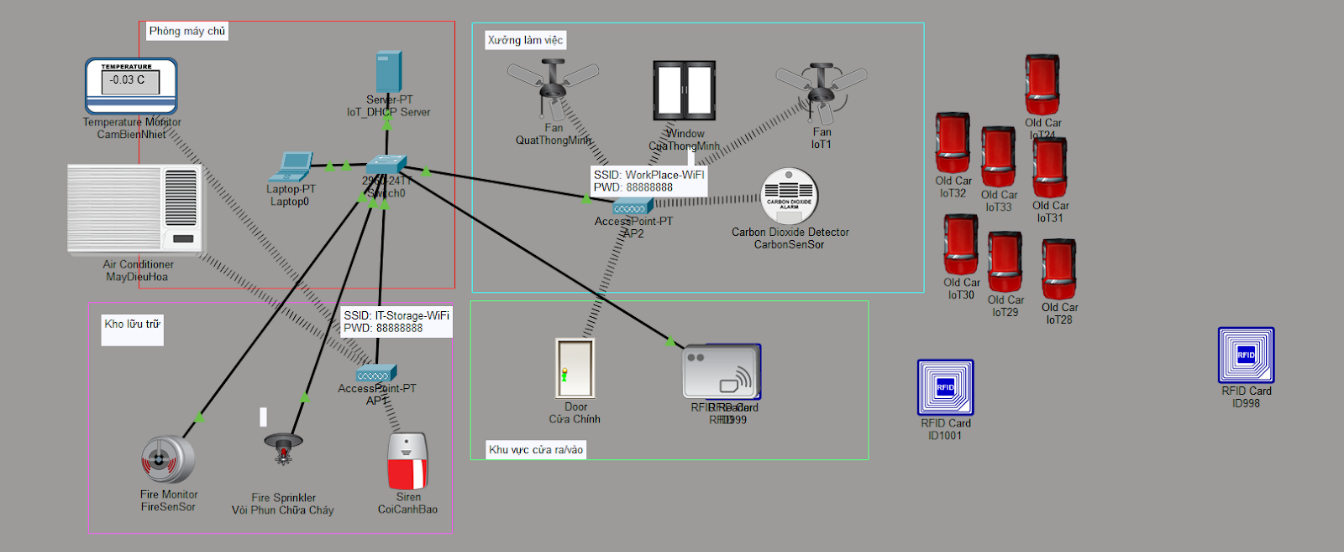 Phòng máy chủ
TEMPERATURE
-0.03 C
Temperature Monitor
CamBienNhiet
Server-PT
IoT_DHCP Server
Laptop-PT
Laptop0
2960-24TT
Switch0
Air Conditioner
MayDieuHoa
Xưởng làm việc
Fan
QuatThongMinh
Window
CuaThongMinh
Fan
IoT1
SSID: WorkPlace-WiFI
PWD: 88888888
AccessPoint-PT
AP2
CARBON DIOXIDE
ALARM
Carbon Dioxide Detector
CarbonSenSor
Kho lữu trữ
SSID: IT-Storage-WiFi
PWD: 88888888
AccessPoint-PT
AP1
Fire Monitor
FireSenSor
Fire Sprinkler
Vòi Phun Chữa Cháy
Siren
CoiCanhBao
Door
Cửa Chính
Khu vực cửa ra/vào
Old Car
IoT24
Old Car
IoT32
Old Car
IoT33
Old Car
IoT31
Old Car
IoT30
Old Car
IoT29
Old Car
IoT28
RFID
RFID Card
ID1001
RFID
RFID Card
ID998